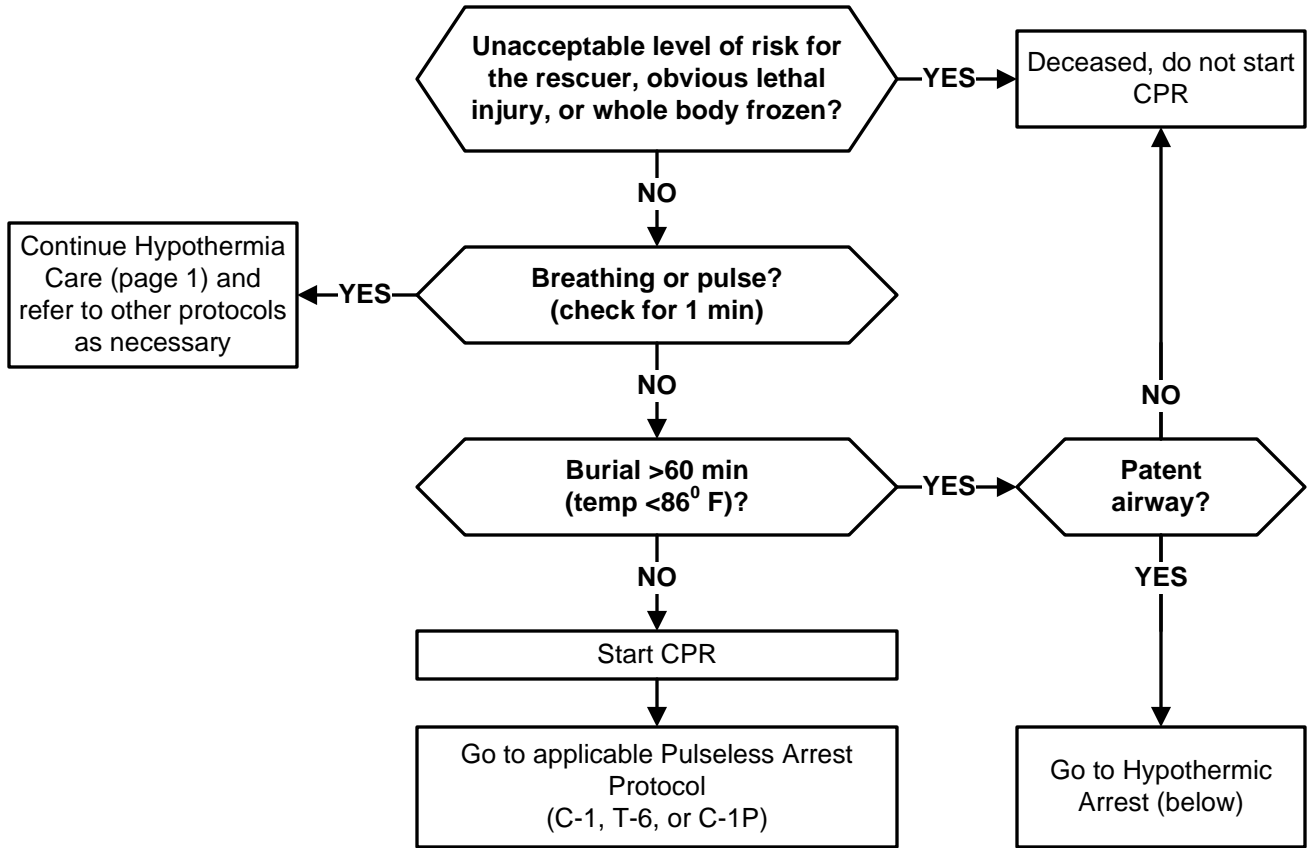 Unacceptable level of risk for
the rescuer, obvious lethal
injury, or whole body frozen?
YES
Deceased, do not start
CPR
NO
Continue Hypothermia
Care (page 1) and
refer to other protocols
as necessary
YES
Breathing or pulse?
(check for 1 min)
NO
NO
Burial >60 min
(temp <86⁰ F)?
YES
Patent
airway?
NO
YES
Start CPR
Go to applicable Pulseless Arrest
Protocol
(C-1, T-6, or C-1P)
Go to Hypothermic
Arrest (below)